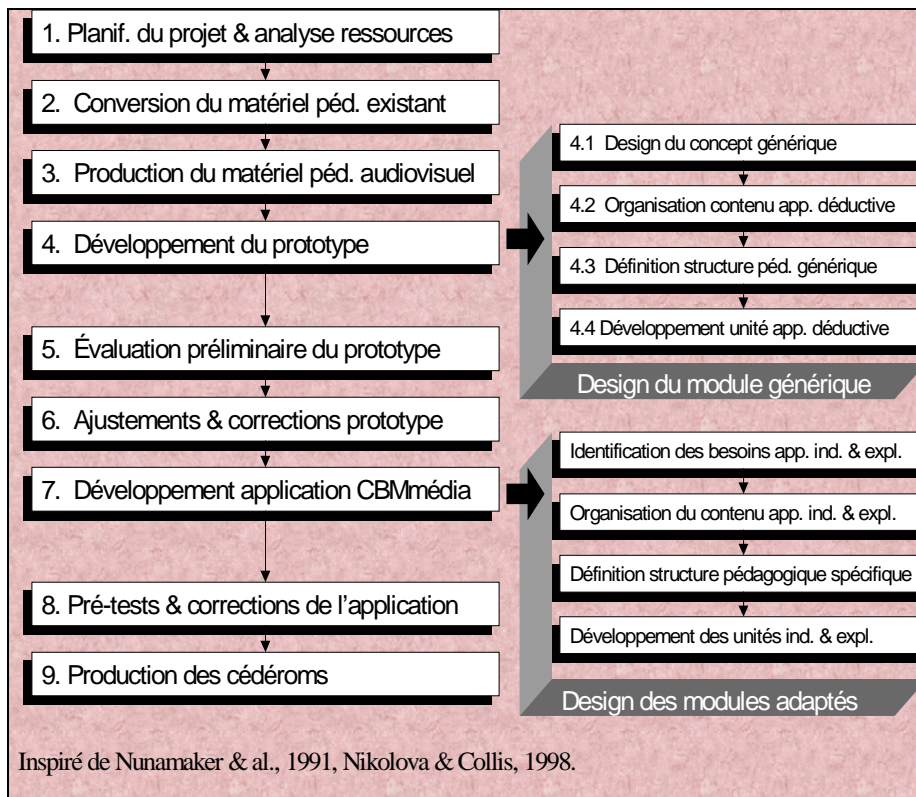 1. Planif. du projet & analyse ressources
2. Conversion du matériel péd. existant
3. Production du matériel péd. audiovisuel
4. Développement du prototype
4.1 Design du concept générique
4.2 Organisation contenu app. déductive
4.3 Définition structure péd. générique
4.4 Développement unité app. déductive
Design du module générique
5. Évaluation préliminaire du prototype
6. Ajustements & corrections prototype
7. Développement application CBMmédia
Identification des besoins app. ind. & expl.
Organisation du contenu app. ind. & expl.
Définition structure pédagogique spécifique
Développement des unités ind. & expl.
Design des modules adaptés
8. Pré-tests & corrections de l'application
9. Production des cédéroms
Inspiré de Nunamaker & al., 1991, Nikolova & Collis, 1998.